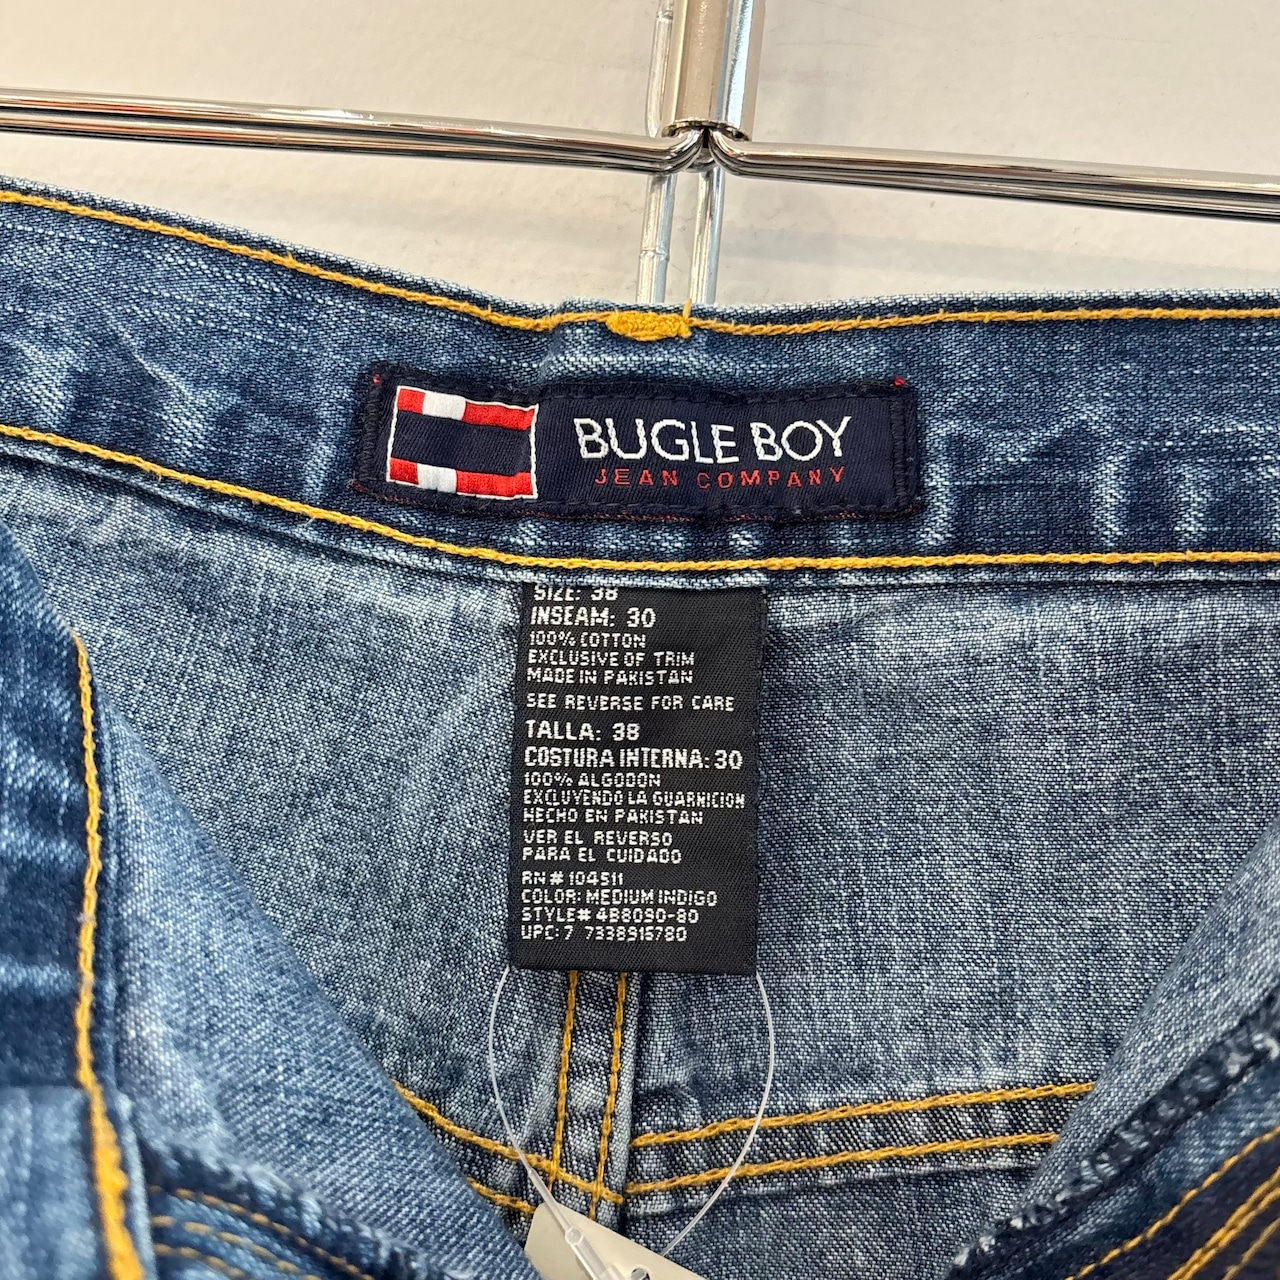 BUGLE BOY
JEAN COMPANY
SIZE: 38
INSEAM: 30
100% COTTON
EXCLUSIVE OF TRIM
MADE IN PAKISTAN
SEE REVERSE FOR CARE
TALLA: 38
COSTURA INTERNA: 30
100% ALGODON
EXCLUYENDO LA GUARNICION
HECHO EN PAKISTAN
VER EL REVERSO
PARA EL CUIDADO
RN# 104511
COLOR: MEDIUM INDIGO
STYLE# 4B8090-80
UPC: 7 7338915780